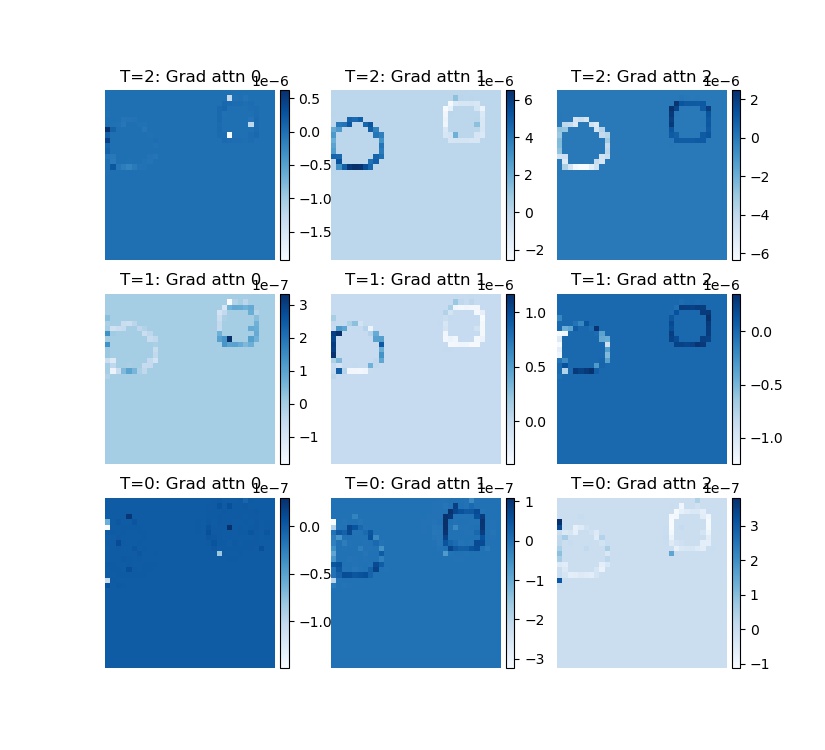 T=2: Grad attn 0
1e−6
0.5
0.0
−0.5
−1.0
−1.5
T=2: Grad attn 1
1e−6
6
4
2
0
−2
T=2: Grad attn 2
1e−6
2
0
−2
−4
−6
T=1: Grad attn 0
1e−7
3
2
1
0
−1
T=1: Grad attn 1
1e−6
1.0
0.5
0.0
T=1: Grad attn 2
1e−6
0.0
−0.5
−1.0
T=0: Grad attn 0
1e−7
0.0
−0.5
−1.0
T=0: Grad attn 1
1e−7
1
0
−1
−2
−3
T=0: Grad attn 2
1e−7
3
2
1
0
−1